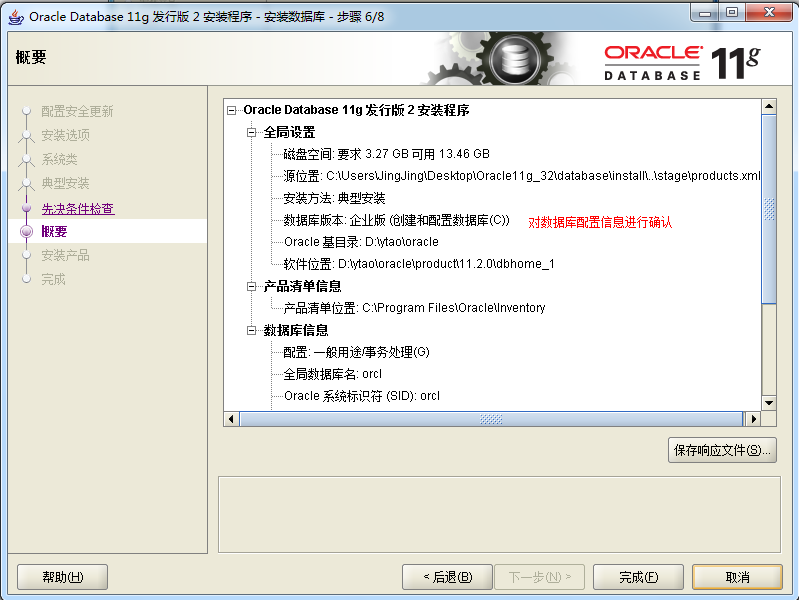 Oracle Database 11g 发行版 2 安装程序 - 安装数据库 - 步骤 6/8
概要
ORACLE
DATABASE
11g
配置安全更新
安装选项
系统类
典型安装
先决条件检查
概要
安装产品
完成
Oracle Database 11g 发行版 2 安装程序
全局设置
磁盘空间: 要求 3.27 GB 可用 13.46 GB
源位置: C:\Users\JingJing\Desktop\Oracle11g_32\database\install\..\stage\products.xml
安装方法: 典型安装
数据库版本: 企业版 (创建和配置数据库(C)) 对数据库配置信息进行确认
Oracle 基目录: D:\ytao\oracle
软件位置: D:\ytao\oracle\product\11.2.0\dbhome_1
产品清单信息
产品清单位置: C:\Program Files\Oracle\Inventory
数据库信息
配置: 一般用途/事务处理(G)
全局数据库名: orcl
Oracle 系统标识符 (SID): orcl
保存响应文件(S)...
帮助(H)
< 后退(B)
下一步(N) >
完成(F)
取消